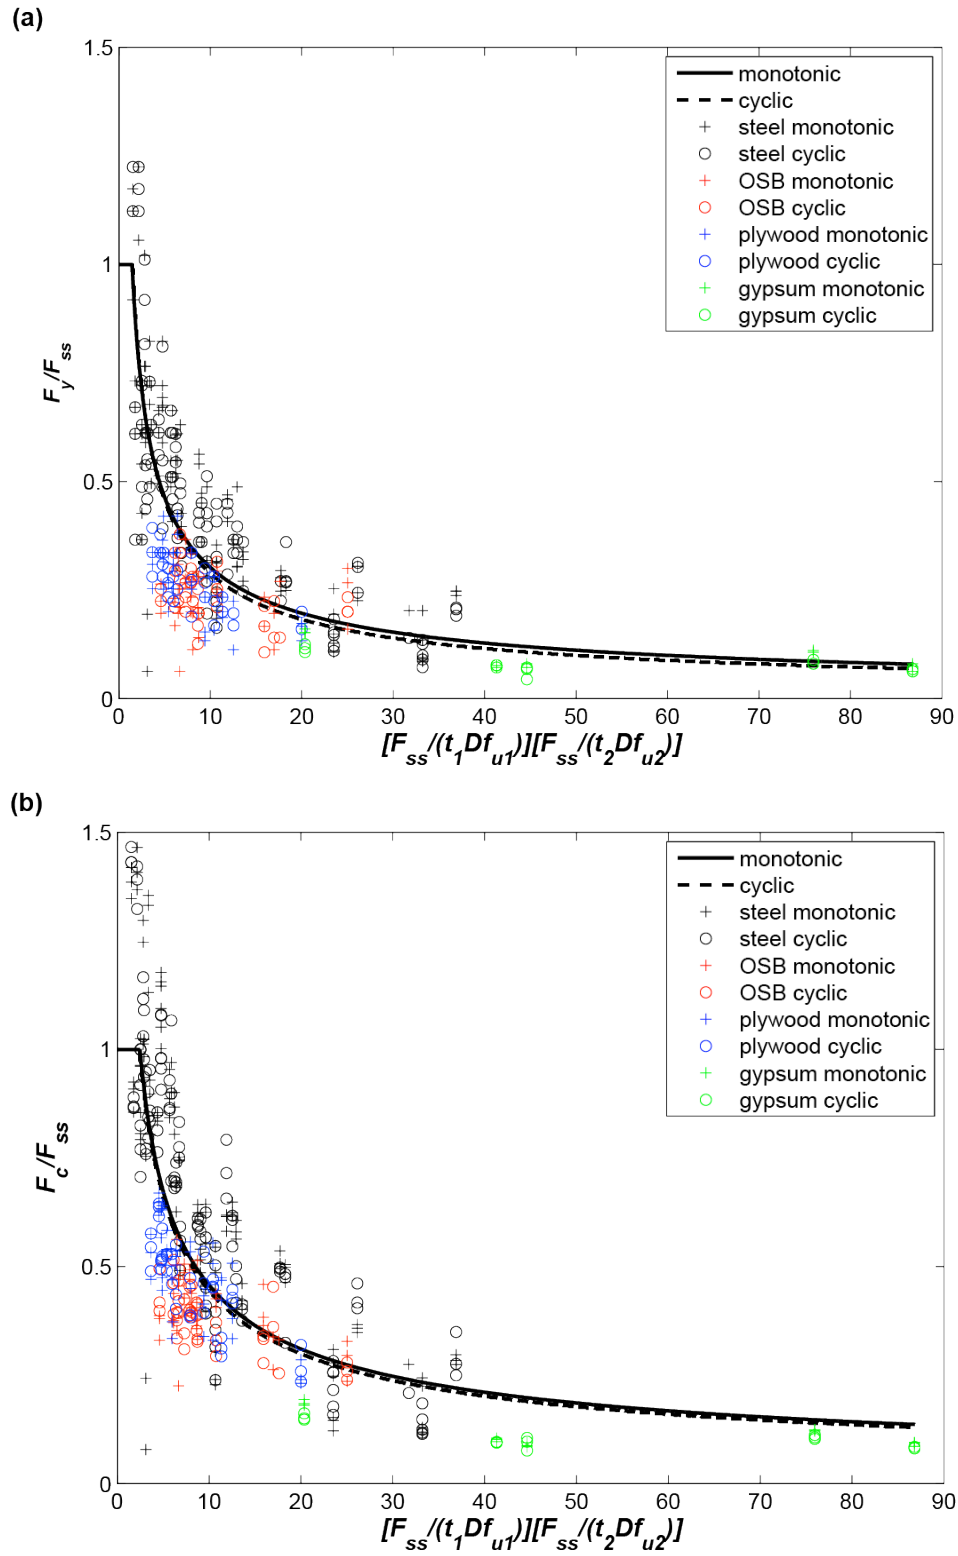 (a)
1.5
1
0.5
0
F_y/F_ss
monotonic
cyclic
steel monotonic
steel cyclic
OSB monotonic
OSB cyclic
plywood monotonic
plywood cyclic
gypsum monotonic
gypsum cyclic
0 10 20 30 40 50 60 70 80 90
[F_ss/(t_1Df_u1)][F_ss/(t_2Df_u2)]
(b)
1.5
1
0.5
0
F_c/F_ss
monotonic
cyclic
steel monotonic
steel cyclic
OSB monotonic
OSB cyclic
plywood monotonic
plywood cyclic
gypsum monotonic
gypsum cyclic
0 10 20 30 40 50 60 70 80 90
[F_ss/(t_1Df_u1)][F_ss/(t_2Df_u2)]